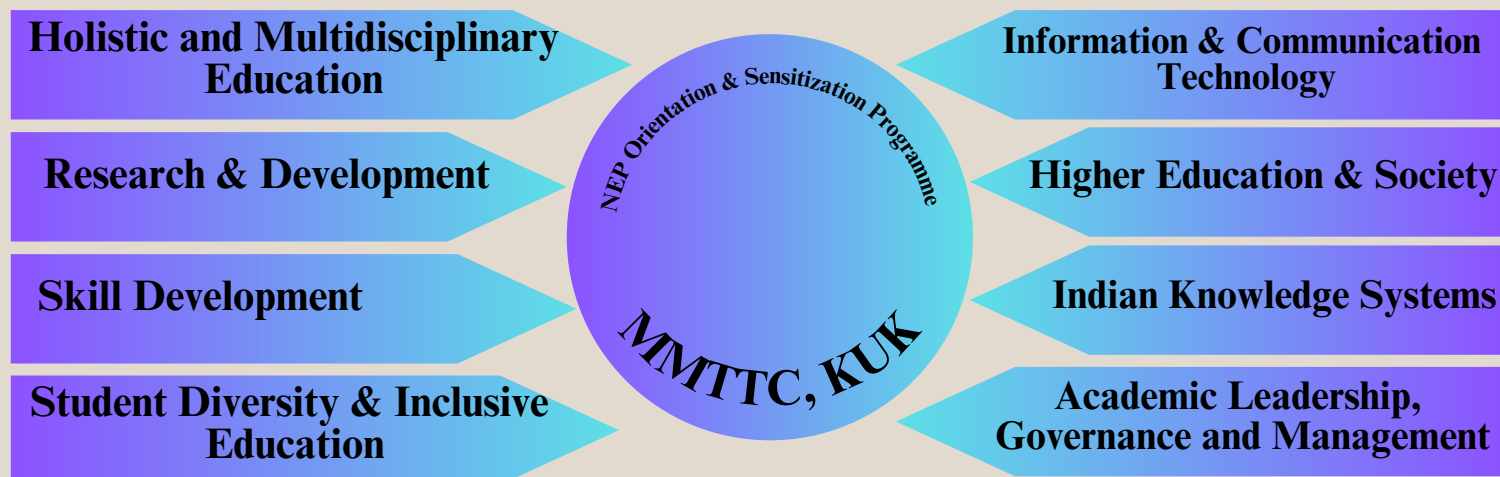 Holistic and Multidisciplinary
Education
Research & Development
Skill Development
Student Diversity & Inclusive
Education
NEP Orientation & Sensitization Programme
MMTTC, KUK
Information & Communication
Technology
Higher Education & Society
Indian Knowledge Systems
Academic Leadership,
Governance and Management